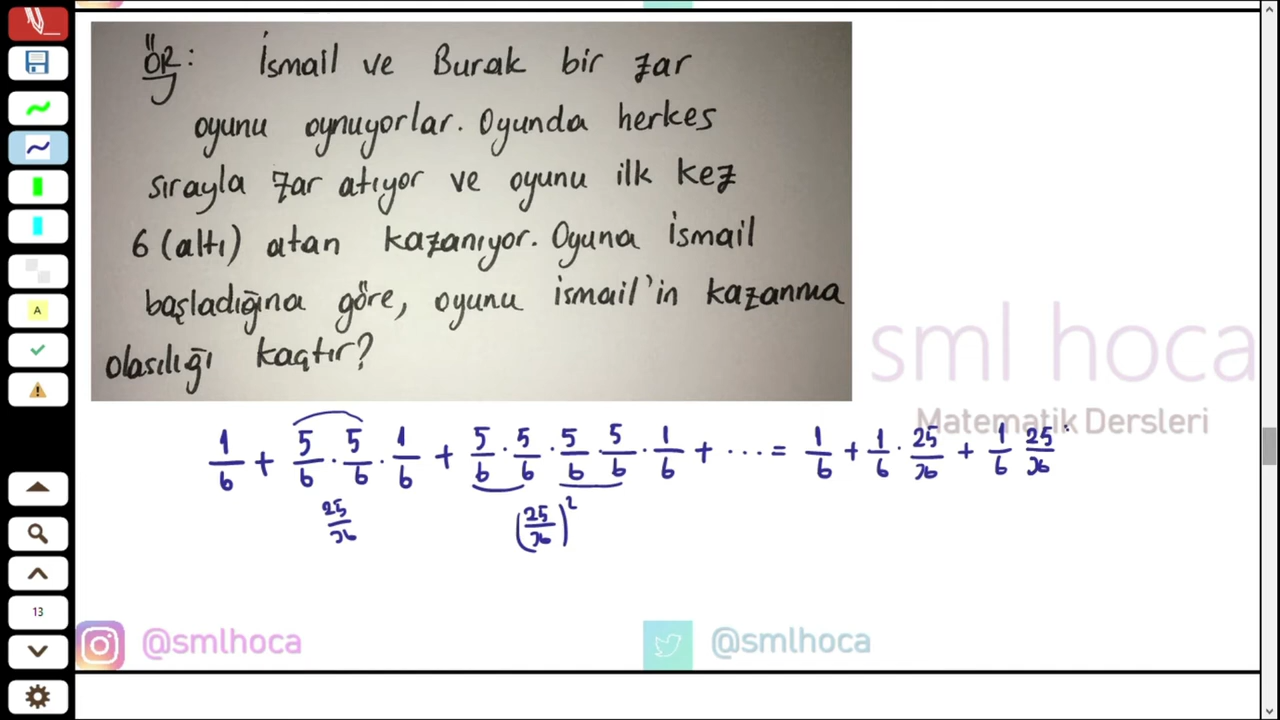 ÖR: İsmail ve Burak bir zar
oyunu oynuyorlar. Oyunda herkes
sırayla zar atıyor ve oyunu ilk kez
6 (altı) atan kazanıyor. Oyuna İsmail
başladığına göre, oyunu ismail'in kazanma
olasılığı kaçtır?
sml hoca
Matematik Dersleri
1/6 + 5/6 · 5/6 · 1/6 + 5/6 · 5/6 · 5/6 · 5/6 · 1/6 + ... = 1/6 + 1/6 · 25/36 + 1/6 25/36
25/36 (25/36)²
A
13
@smlhoca @smlhoca